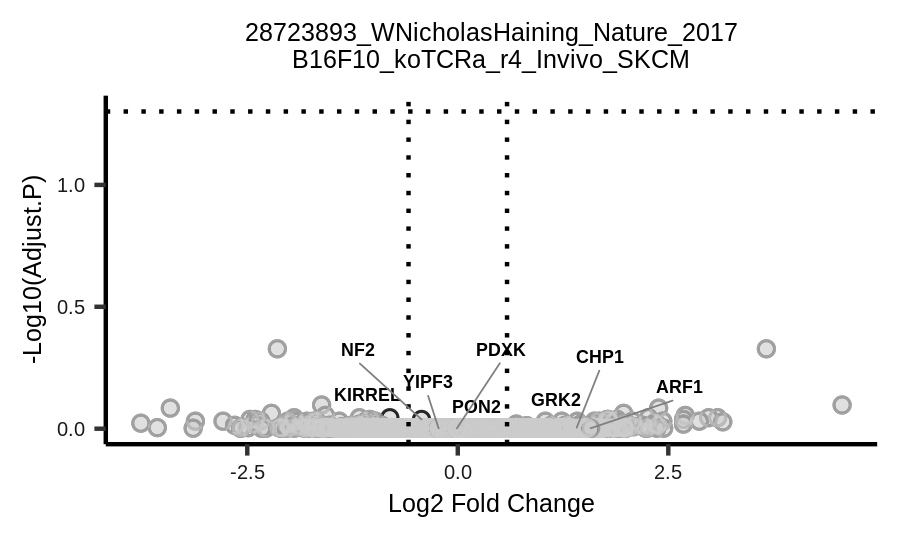 28723893_WNicholasHaining_Nature_2017
B16F10_koTCRa_r4_Invivo_SKCM
-Log10(Adjust.P)
1.0
0.5
0.0
NF2
PDXK
CHP1
YIPF3
ARF1
KIRREL
PON2
GRK2
-2.5
0.0
2.5
Log2 Fold Change